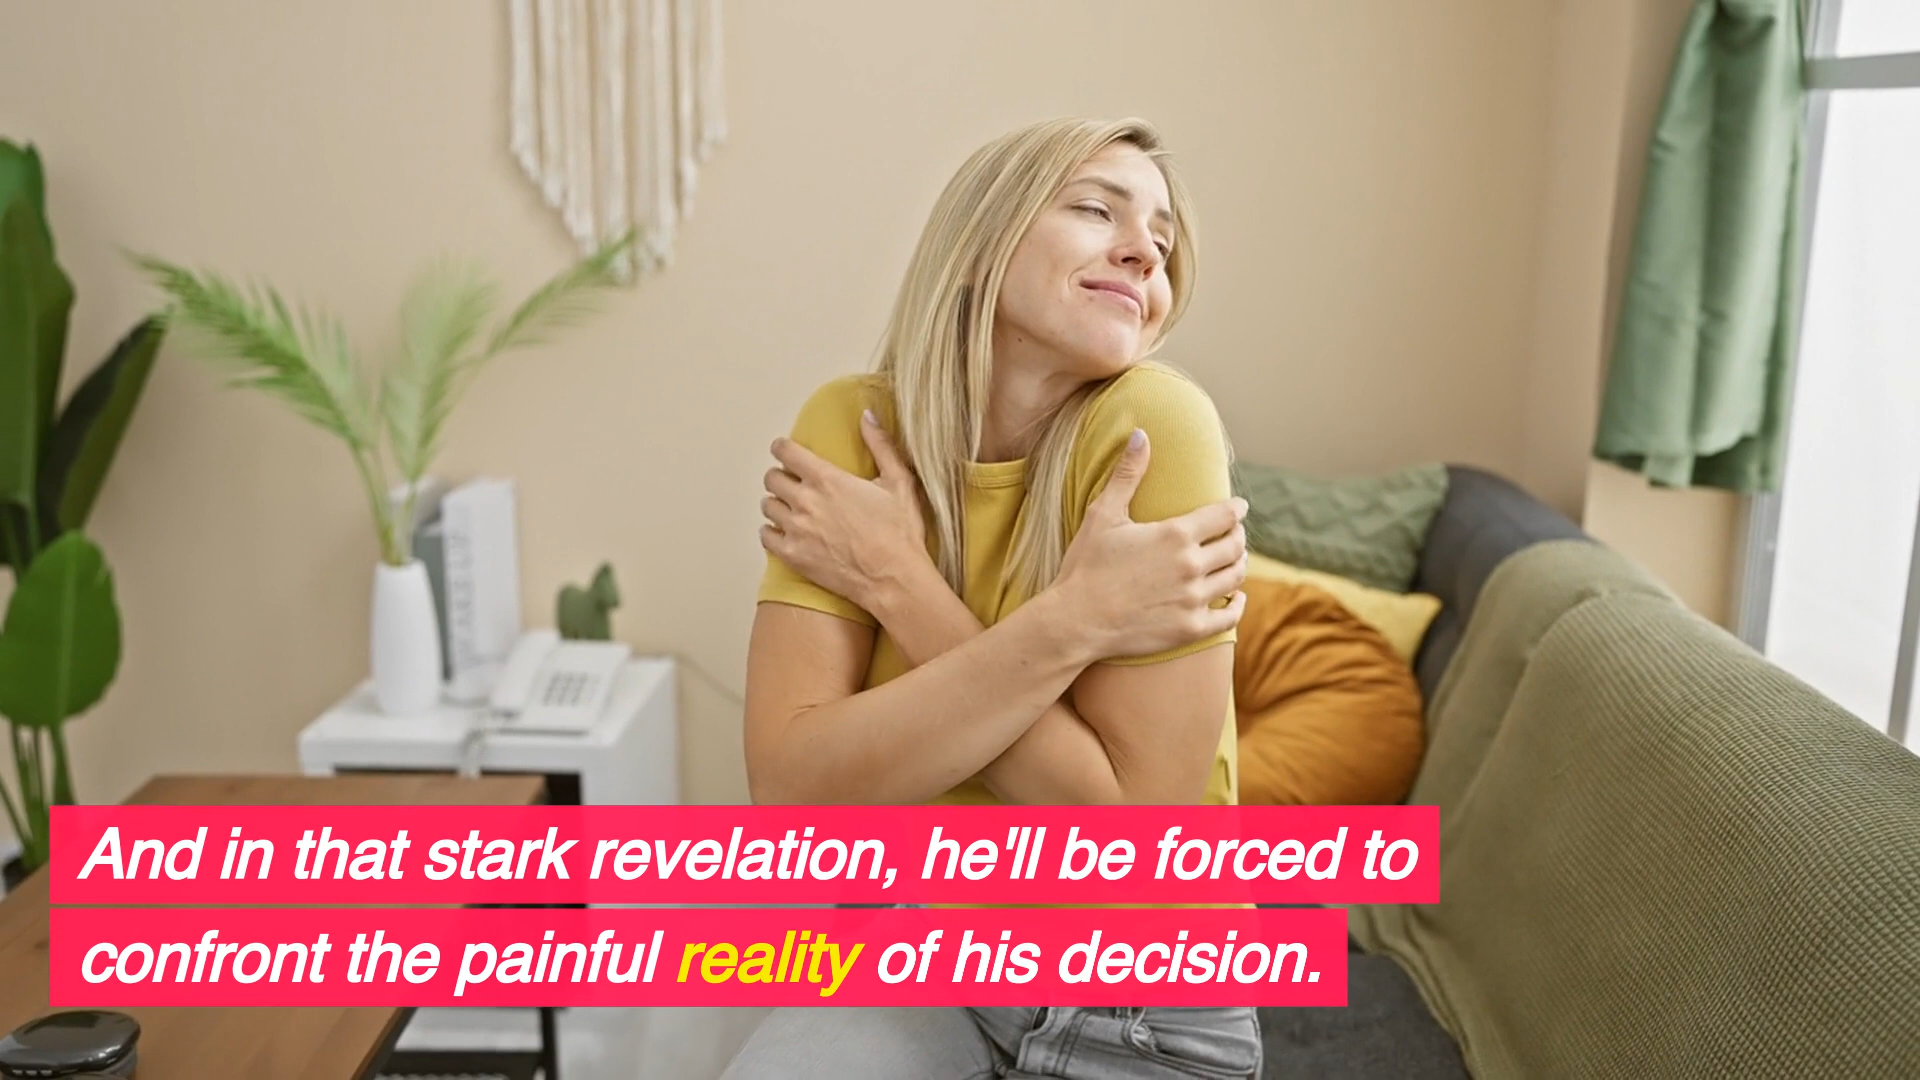 And in that stark revelation, he'll be forced to
confront the painful reality of his decision.